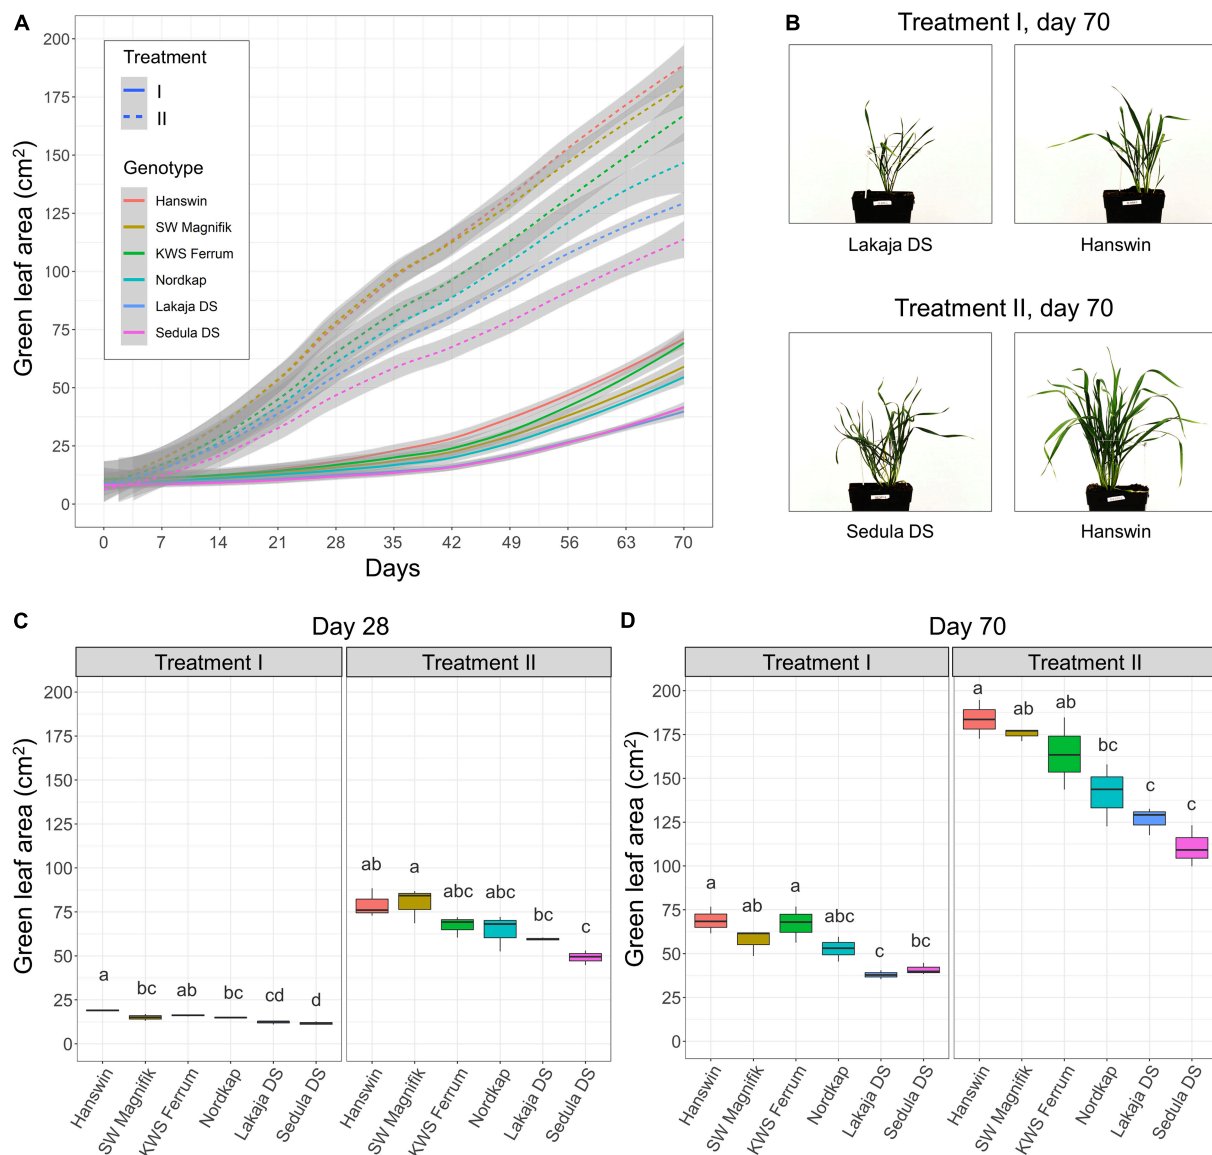 A
Green leaf area (cm²)
200
175
150
125
100
75
50
25
0
Treatment
I
II
Genotype
Hanswin
SW Magnifik
KWS Ferrum
Nordkap
Lakaja DS
Sedula DS
0 7 14 21 28 35 42 49 56 63 70
Days
B
Treatment I, day 70
Lakaja DS Hanswin
Treatment II, day 70
Sedula DS Hanswin
C
Day 28
Treatment I Treatment II
Green leaf area (cm²)
200
175
150
125
100
75
50
25
0
a bc ab bc cd d
ab a abc abc bc c
Hanswin SW Magnifik KWS Ferrum Nordkap Lakaja DS Sedula DS
Hanswin SW Magnifik KWS Ferrum Nordkap Lakaja DS Sedula DS
D
Day 70
Treatment I Treatment II
Green leaf area (cm²)
200
175
150
125
100
75
50
25
0
a ab a abc c bc
a ab ab bc c c
Hanswin SW Magnifik KWS Ferrum Nordkap Lakaja DS Sedula DS
Hanswin SW Magnifik KWS Ferrum Nordkap Lakaja DS Sedula DS